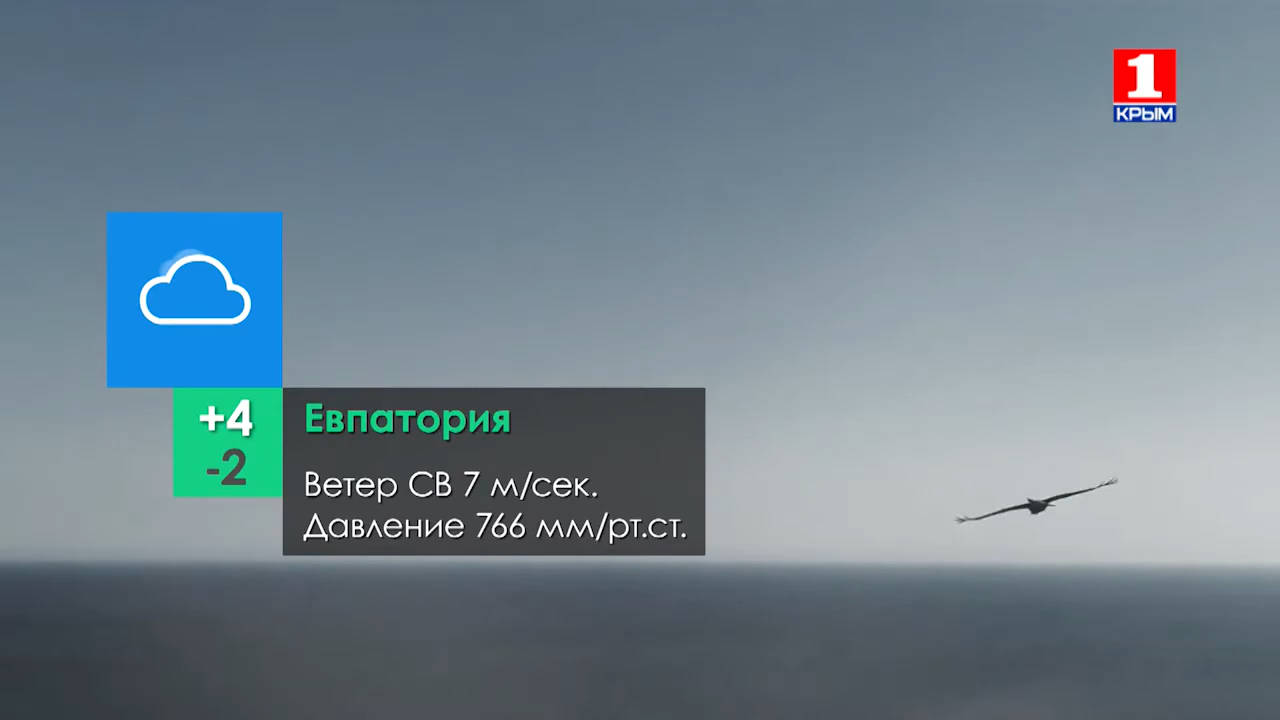 1
КРЫМ
+4
-2
Евпатория
Ветер СВ 7 м/сек.
Давление 766 мм/рт.ст.